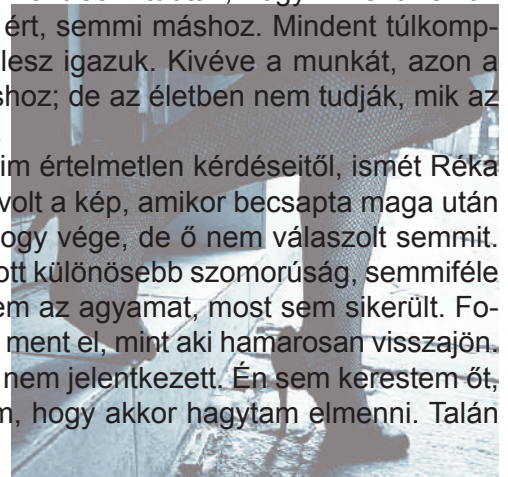 ért, semmi máshoz. Mindent túlkomp-
lesz igazuk. Kivéve a munkát, azon a
shoz; de az életben nem tudják, mik az
im értelmetlen kérdéseitől, ismét Réka
volt a kép, amikor becsapta maga után
ogy vége, de ő nem válaszolt semmit.
ott különösebb szomorúság, semmiféle
em az agyamat, most sem sikerült. Fo-
ment el, mint aki hamarosan visszajön.
nem jelentkezett. Én sem kerestem őt,
m, hogy akkor hagytam elmenni. Talán